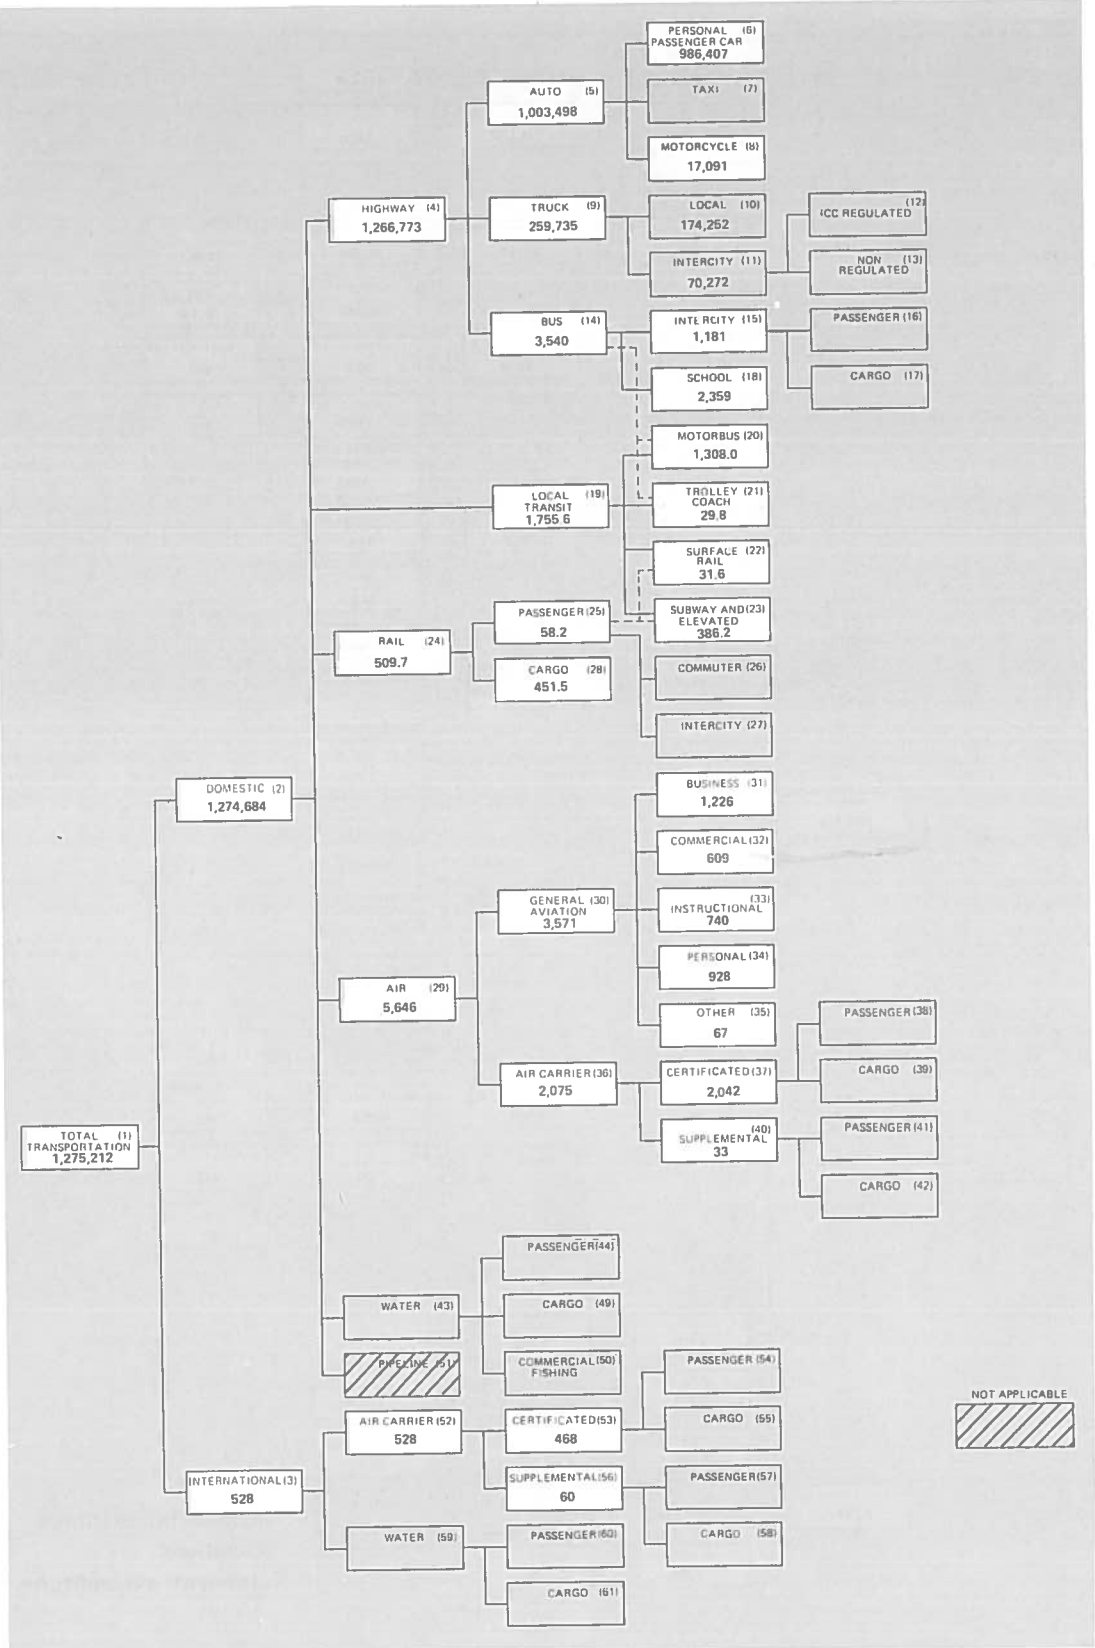 PERSONAL (6)
PASSENGER CAR
986,407
AUTO (5)
1,003,498
TAXI (7)
MOTORCYCLE (8)
17,091
HIGHWAY (4)
1,266,773
TRUCK (9)
259,735
LOCAL (10)
174,252
(12)
ICC REGULATED
INTERCITY (11)
70,272
NON (13)
REGULATED
BUS (14)
3,540
INTERCITY (15)
1,181
PASSENGER (16)
SCHOOL (18)
2,359
CARGO (17)
MOTORBUS (20)
1,308.0
LOCAL (19)
TRANSIT
1,755.6
TROLLEY (21)
COACH
29.8
SURFACE (22)
RAIL
31.6
RAIL (24)
509.7
PASSENGER (25)
58.2
SUBWAY AND (23)
ELEVATED
386.2
CARGO (28)
451.5
COMMUTER (26)
INTERCITY (27)
DOMESTIC (2)
1,274,684
BUSINESS (31)
1,226
COMMERCIAL (32)
609
GENERAL (30)
AVIATION
3,571
(33)
INSTRUCTIONAL
740
PERSONAL (34)
928
AIR (29)
5,646
OTHER (35)
67
PASSENGER (38)
AIR CARRIER (36)
2,075
CERTIFICATED (37)
2,042
CARGO (39)
TOTAL (1)
TRANSPORTATION
1,275,212
(40)
SUPPLEMENTAL
33
PASSENGER (41)
CARGO (42)
PASSENGER (44)
WATER (43)
CARGO (49)
PIPELINE (51)
COMMERCIAL (50)
FISHING
PASSENGER (54)
NOT APPLICABLE
AIR CARRIER (52)
528
CERTIFICATED (53)
468
CARGO (55)
INTERNATIONAL (3)
528
SUPPLEMENTAL (56)
60
PASSENGER (57)
WATER (59)
PASSENGER (60)
CARGO (58)
CARGO (61)